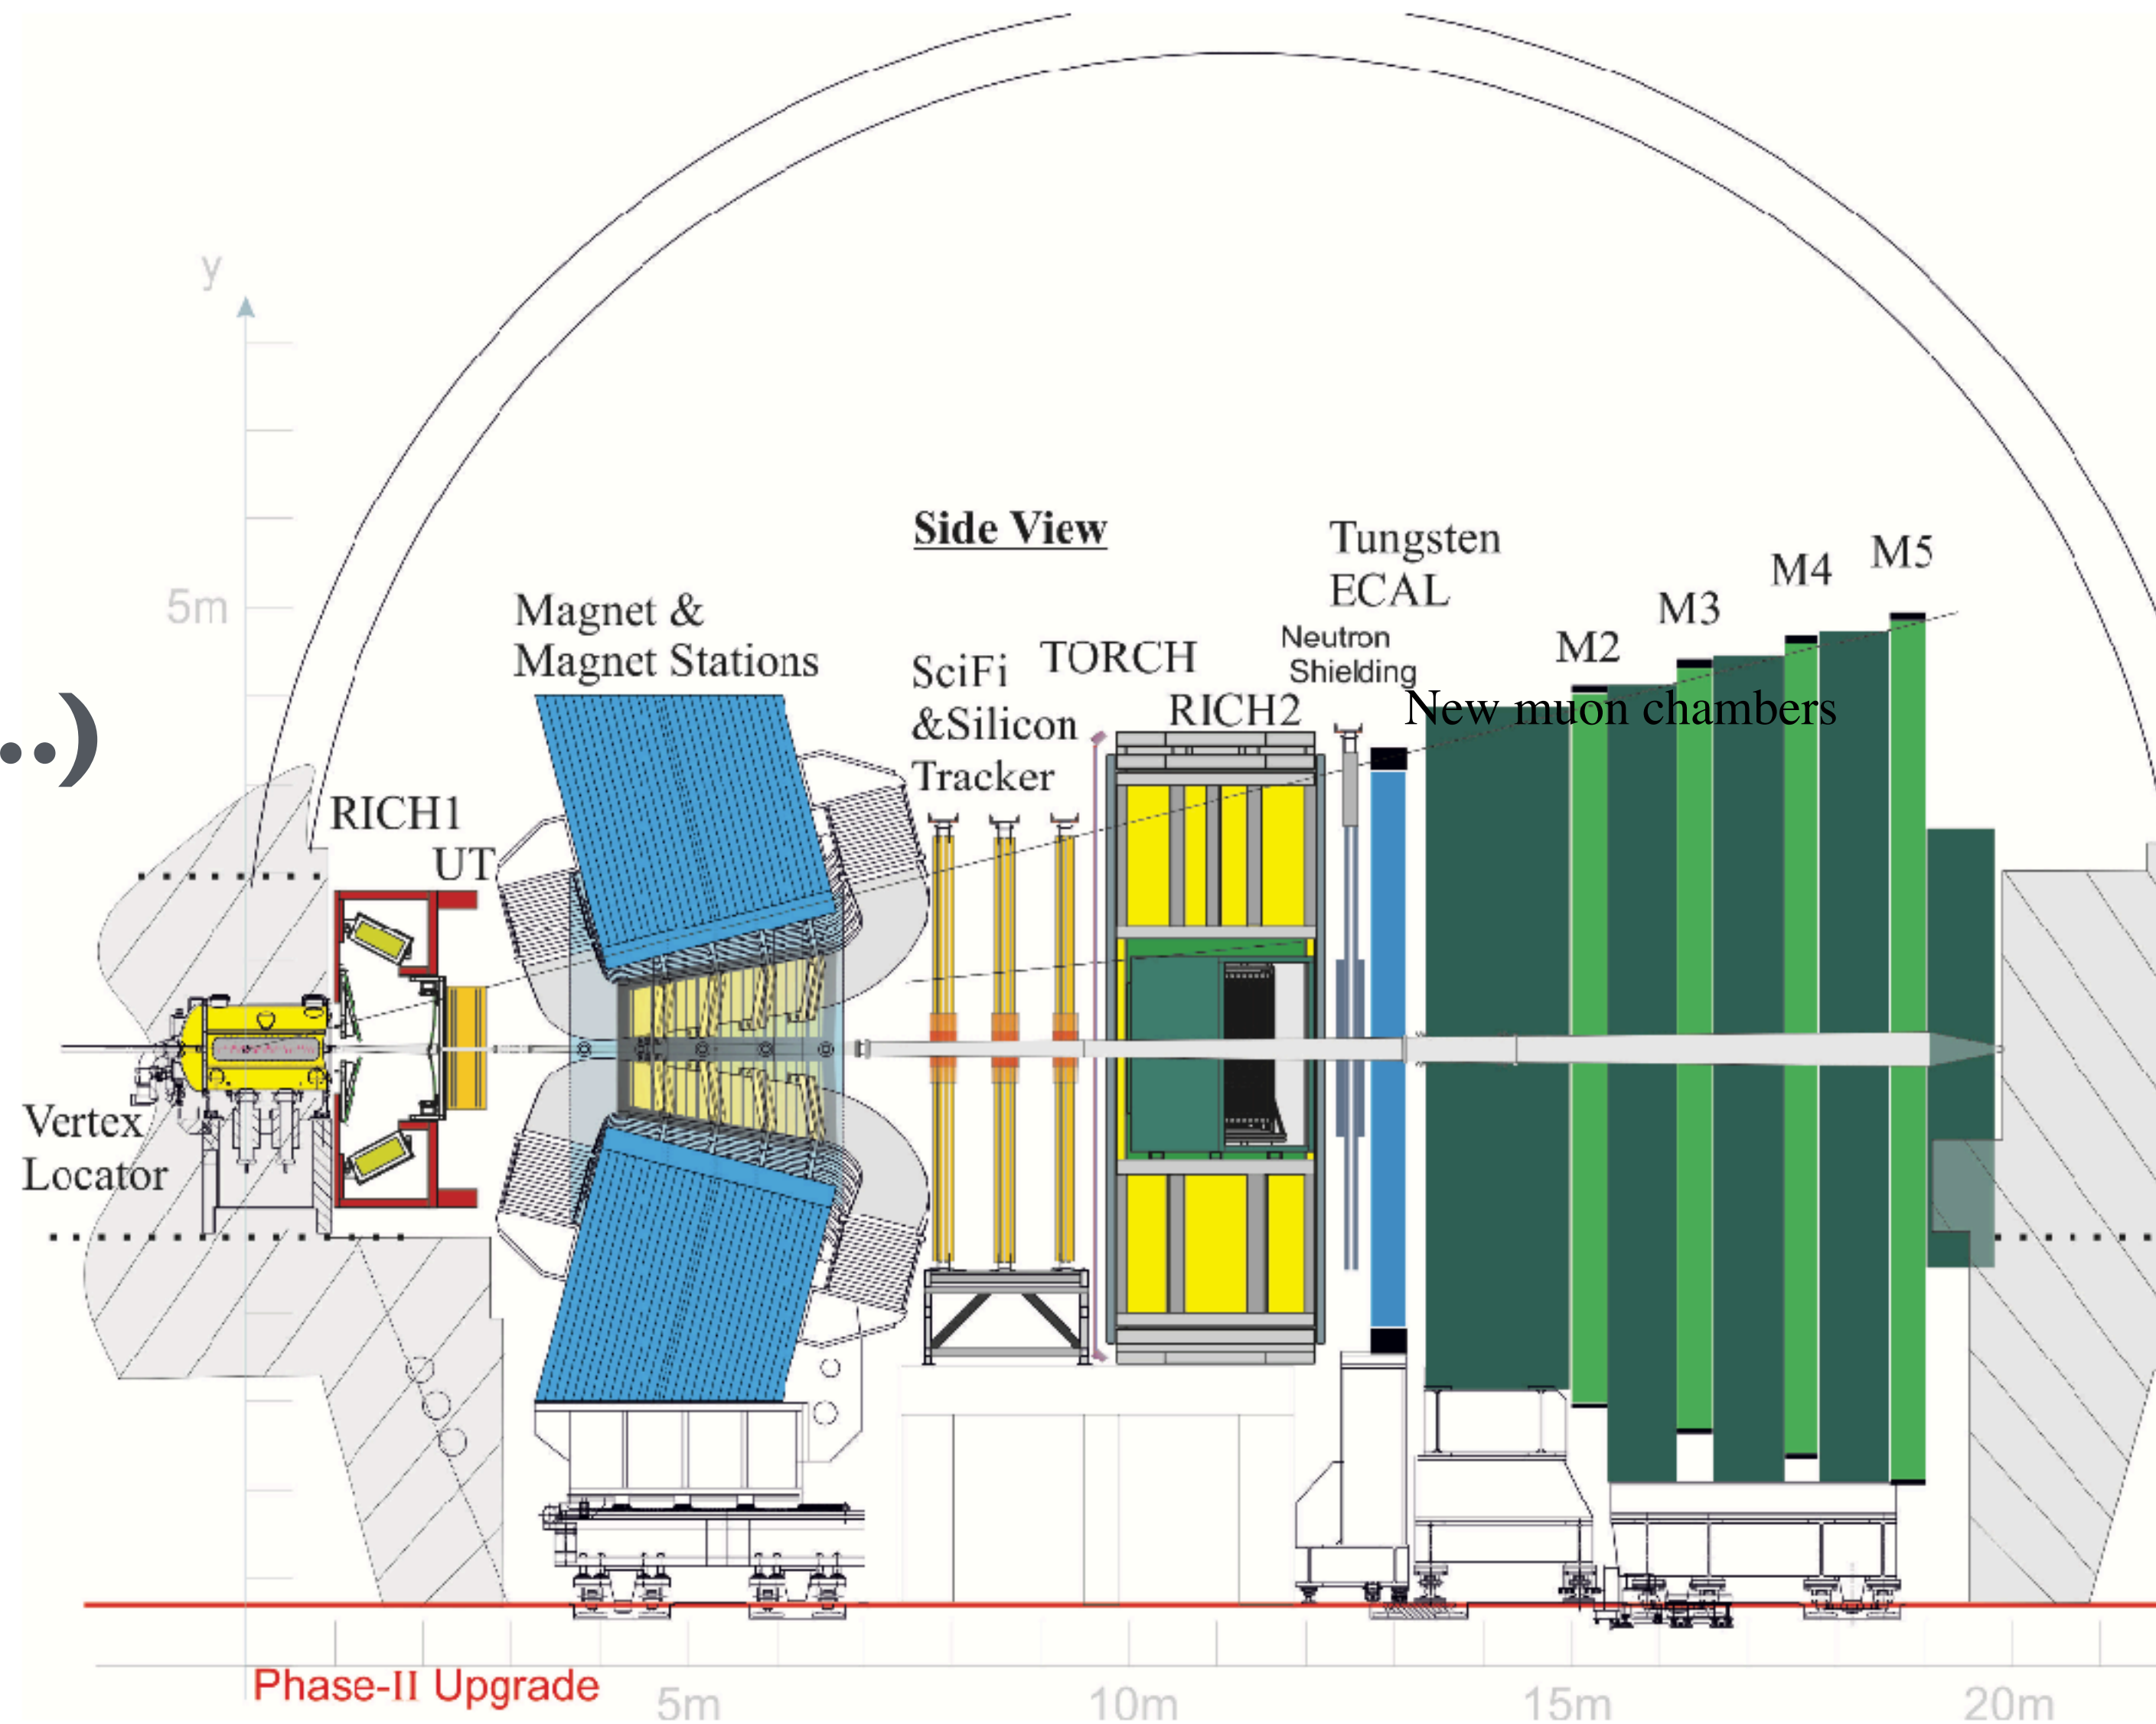 y
Side View
Tungsten
ECAL
M5
M4
M3
M2
5m
Magnet &
Magnet Stations
SciFi
&Silicon
Tracker
TORCH
Neutron
Shielding
RICH2
New muon chambers
..)
RICH1
UT
Vertex
Locator
Phase-II Upgrade
5m
10m
15m
20m